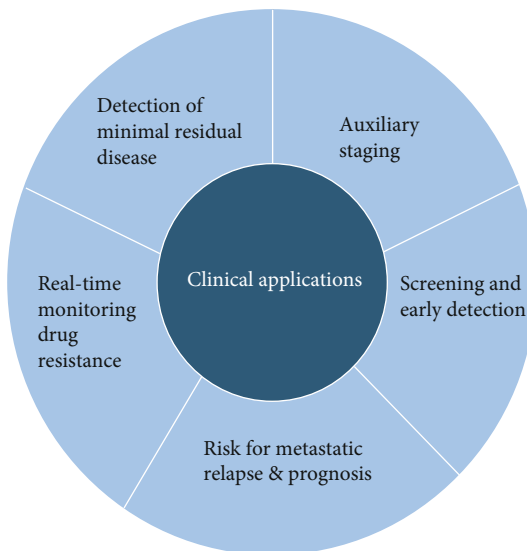 Detection of
minimal residual
disease
Auxiliary
staging
Clinical applications
Real-time
monitoring
drug
resistance
Screening and
early detection
Risk for metastatic
relapse & prognosis